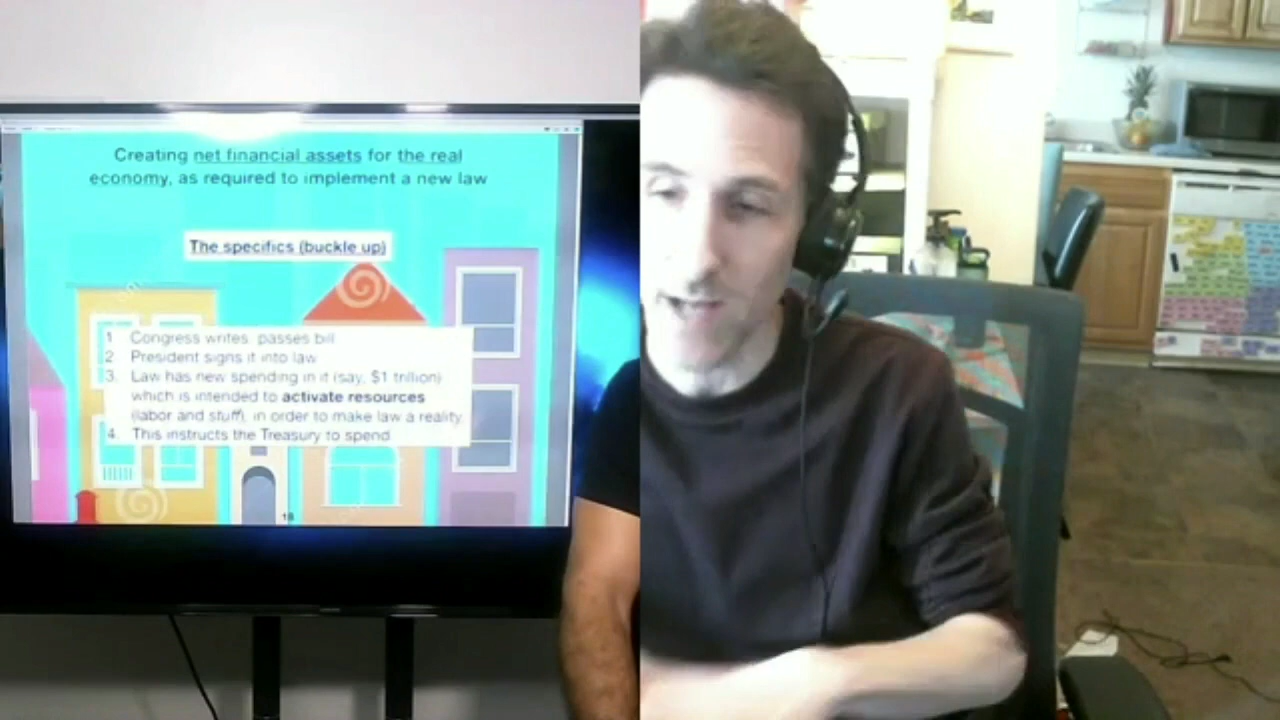 Creating net financial assets for the real
economy, as required to implement a new law
The specifics (buckle up)
1 Congress writes, passes bill
2 President signs it into law
3. Law has new spending in it (say, $1 trillion)
which is intended to activate resources
(labor and stuff), in order to make law a reality
4. This instructs the Treasury to spend